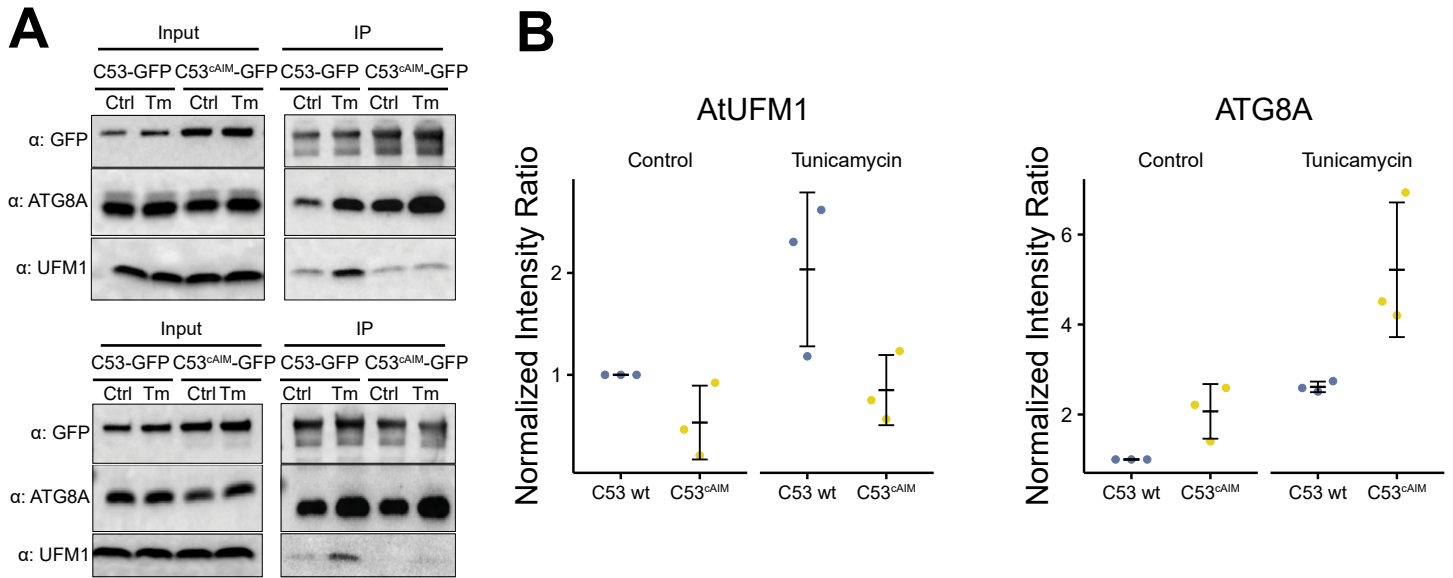 A
Input IP
C53-GFP C53cAIM-GFP C53-GFP C53cAIM-GFP
Ctrl Tm Ctrl Tm Ctrl Tm Ctrl Tm
α: GFP
α: ATG8A
α: UFM1
Input IP
C53-GFP C53cAIM-GFP C53-GFP C53cAIM-GFP
Ctrl Tm Ctrl Tm Ctrl Tm Ctrl Tm
α: GFP
α: ATG8A
α: UFM1
B
AtUFM1
Control Tunicamycin
Normalized Intensity Ratio
2
1
C53 wt C53cAIM C53 wt C53cAIM
ATG8A
Control Tunicamycin
Normalized Intensity Ratio
6
4
2
C53 wt C53cAIM C53 wt C53cAIM